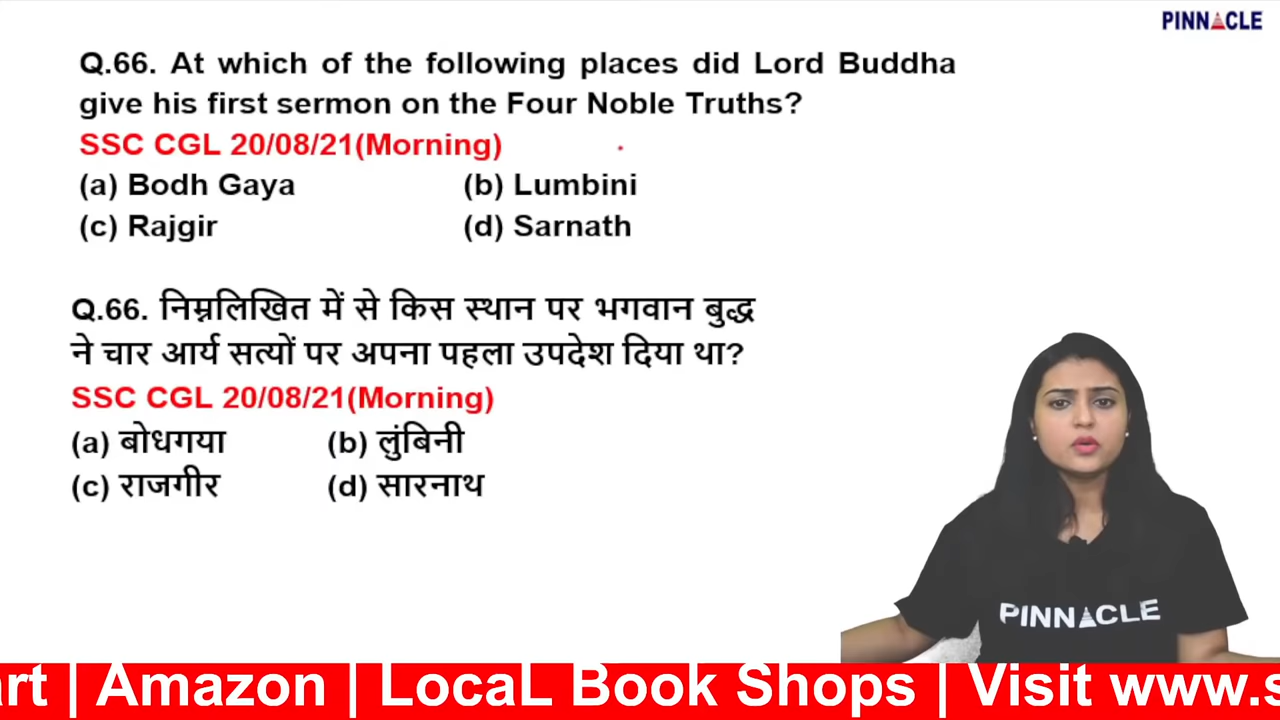 PINNACLE
Q.66. At which of the following places did Lord Buddha
give his first sermon on the Four Noble Truths?
SSC CGL 20/08/21(Morning)
(a) Bodh Gaya (b) Lumbini
(c) Rajgir (d) Sarnath
Q.66. निम्नलिखित में से किस स्थान पर भगवान बुद्ध
ने चार आर्य सत्यों पर अपना पहला उपदेश दिया था?
SSC CGL 20/08/21(Morning)
(a) बोधगया (b) लुंबिनी
(c) राजगीर (d) सारनाथ
PINNACLE
art | Amazon | LocaL Book Shops | Visit www.s